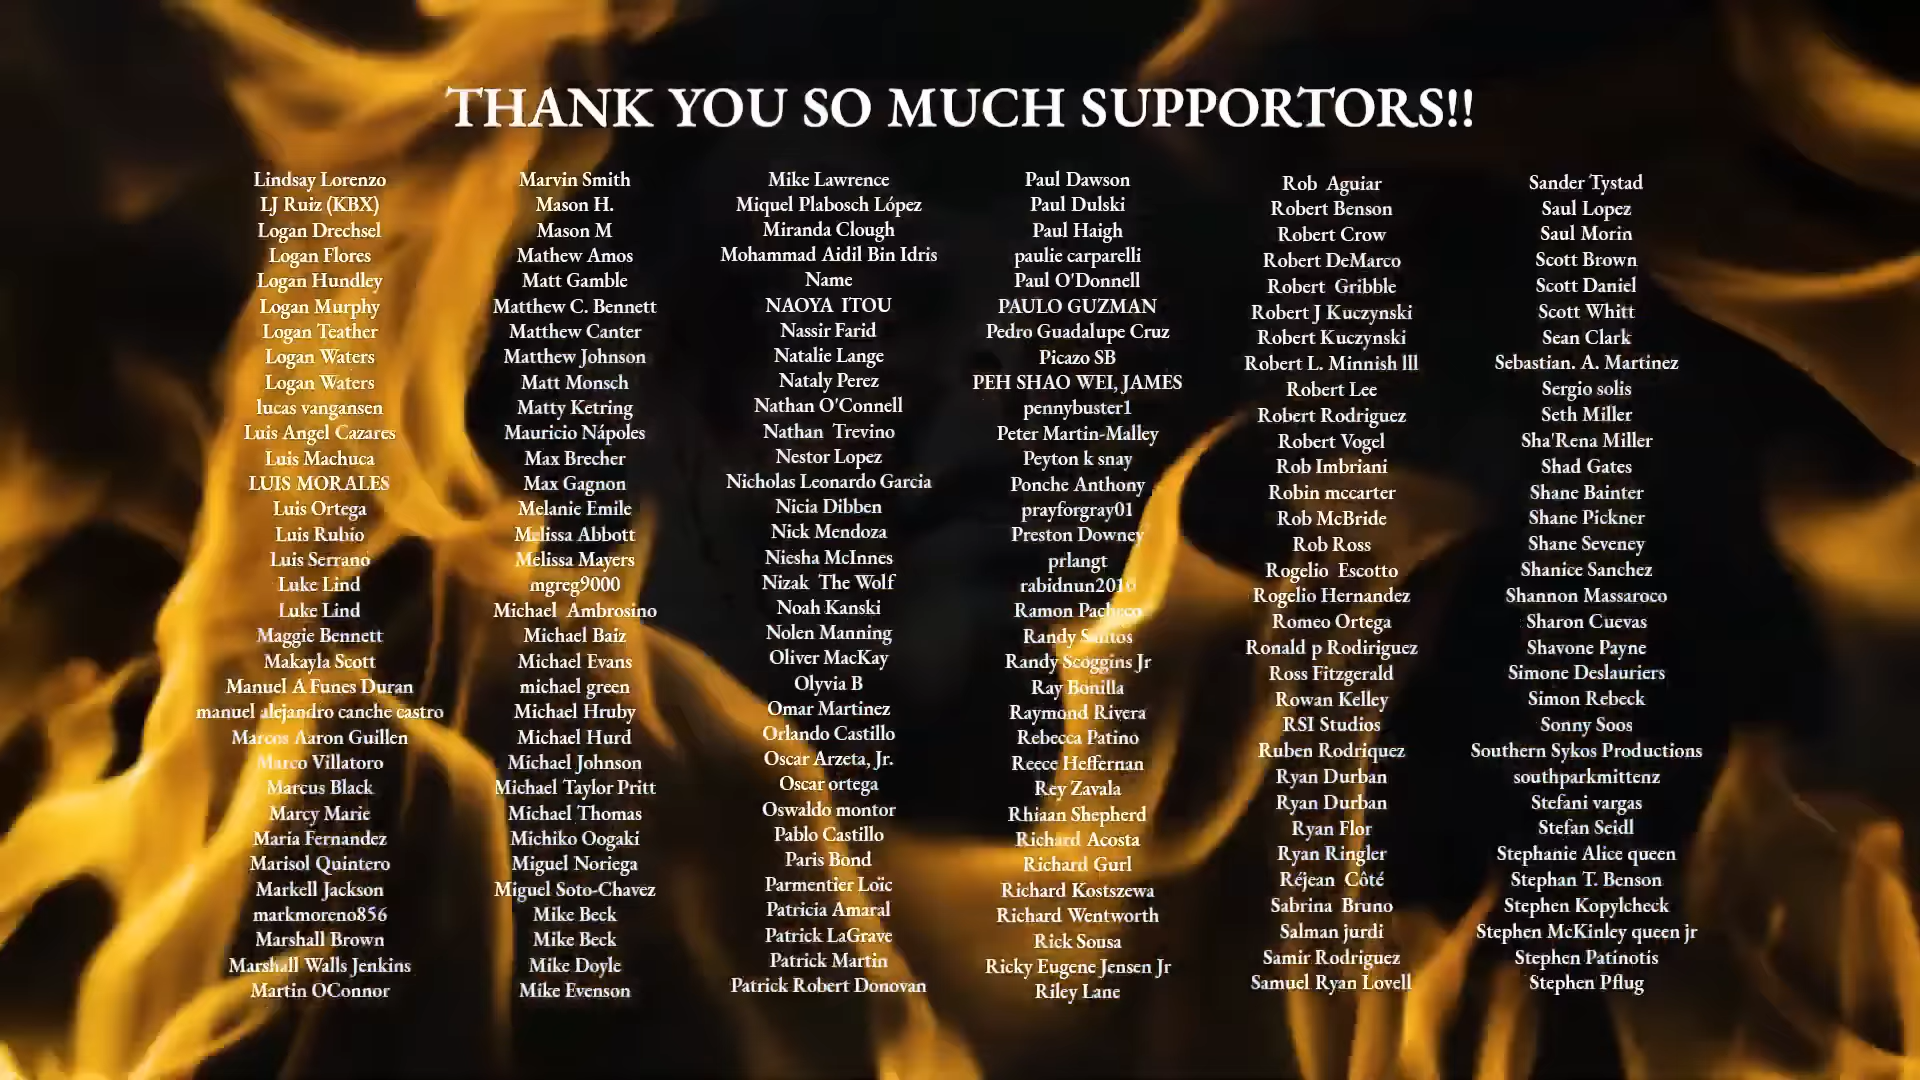 THANK YOU SO MUCH SUPPORTORS!!
Lindsay Lorenzo
LJ Ruiz (KBX)
Logan Drechsel
Logan Flores
Logan Hundley
Logan Murphy
Logan Teather
Logan Waters
Logan Waters
lucas vangansen
Luis Angel Cazares
Luis Machuca
LUIS MORALES
Luis Ortega
Luis Rubio
Luis Serrano
Luke Lind
Luke Lind
Maggie Bennett
Makayla Scott
Manuel A Funes Duran
manuel alejandro canche castro
Marcos Aaron Guillen
Marco Villatoro
Marcus Black
Marcy Marie
Maria Fernandez
Marisol Quintero
Markell Jackson
markmoreno856
Marshall Brown
Marshall Walls Jenkins
Martin OConnor
Marvin Smith
Mason H.
Mason M
Mathew Amos
Matt Gamble
Matthew C. Bennett
Matthew Canter
Matthew Johnson
Matt Monsch
Matty Ketring
Mauricio Nápoles
Max Brecher
Max Gagnon
Melanie Emile
Melissa Abbott
Melissa Mayers
mgreg9000
Michael Ambrosino
Michael Baiz
Michael Evans
michael green
Michael Hruby
Michael Hurd
Michael Johnson
Michael Taylor Pritt
Michael Thomas
Michiko Oogaki
Miguel Noriega
Miguel Soto-Chavez
Mike Beck
Mike Beck
Mike Doyle
Mike Evenson
Mike Lawrence
Miquel Plabosch López
Miranda Clough
Mohammad Aidil Bin Idris
Name
NAOYA ITOU
Nassir Farid
Natalie Lange
Nataly Perez
Nathan O'Connell
Nathan Trevino
Nestor Lopez
Nicholas Leonardo Garcia
Nicia Dibben
Nick Mendoza
Niesha McInnes
Nizak The Wolf
Noah Kanski
Nolen Manning
Oliver MacKay
Olyvia B
Omar Martinez
Orlando Castillo
Oscar Arzeta, Jr.
Oscar ortega
Oswaldo montor
Pablo Castillo
Paris Bond
Parmentier Loïc
Patricia Amaral
Patrick LaGrave
Patrick Martin
Patrick Robert Donovan
Paul Dawson
Paul Dulski
Paul Haigh
paulie carparelli
Paul O'Donnell
PAULO GUZMAN
Pedro Guadalupe Cruz
Picazo SB
PEH SHAO WEI, JAMES
pennybuster1
Peter Martin-Malley
Peyton k snay
Ponche Anthony
prayforgray01
Preston Downey
prlangt
rabidnun2010
Ramon Pacheco
Randy Santos
Randy Scoggins Jr
Ray Bonilla
Raymond Rivera
Rebecca Patino
Reece Heffernan
Rey Zavala
Rhiaan Shepherd
Richard Acosta
Richard Gurl
Richard Kostszewa
Richard Wentworth
Rick Sousa
Ricky Eugene Jensen Jr
Riley Lane
Rob Aguiar
Robert Benson
Robert Crow
Robert DeMarco
Robert Gribble
Robert J Kuczynski
Robert Kuczynski
Robert L. Minnish lll
Robert Lee
Robert Rodriguez
Robert Vogel
Rob Imbriani
Robin mccarter
Rob McBride
Rob Ross
Rogelio Escotto
Rogelio Hernandez
Romeo Ortega
Ronald p Rodiriguez
Ross Fitzgerald
Rowan Kelley
RSI Studios
Ruben Rodriquez
Ryan Durban
Ryan Durban
Ryan Flor
Ryan Ringler
Réjean Côté
Sabrina Bruno
Salman jurdi
Samir Rodriguez
Samuel Ryan Lovell
Sander Tystad
Saul Lopez
Saul Morin
Scott Brown
Scott Daniel
Scott Whitt
Sean Clark
Sebastian. A. Martinez
Sergio solis
Seth Miller
Sha'Rena Miller
Shad Gates
Shane Bainter
Shane Pickner
Shane Seveney
Shanice Sanchez
Shannon Massaroco
Sharon Cuevas
Shavone Payne
Simone Deslauriers
Simon Rebeck
Sonny Soos
Southern Sykos Productions
southparkmittenz
Stefani vargas
Stefan Seidl
Stephanie Alice queen
Stephan T. Benson
Stephen Kopylcheck
Stephen McKinley queen jr
Stephen Patinotis
Stephen Pflug